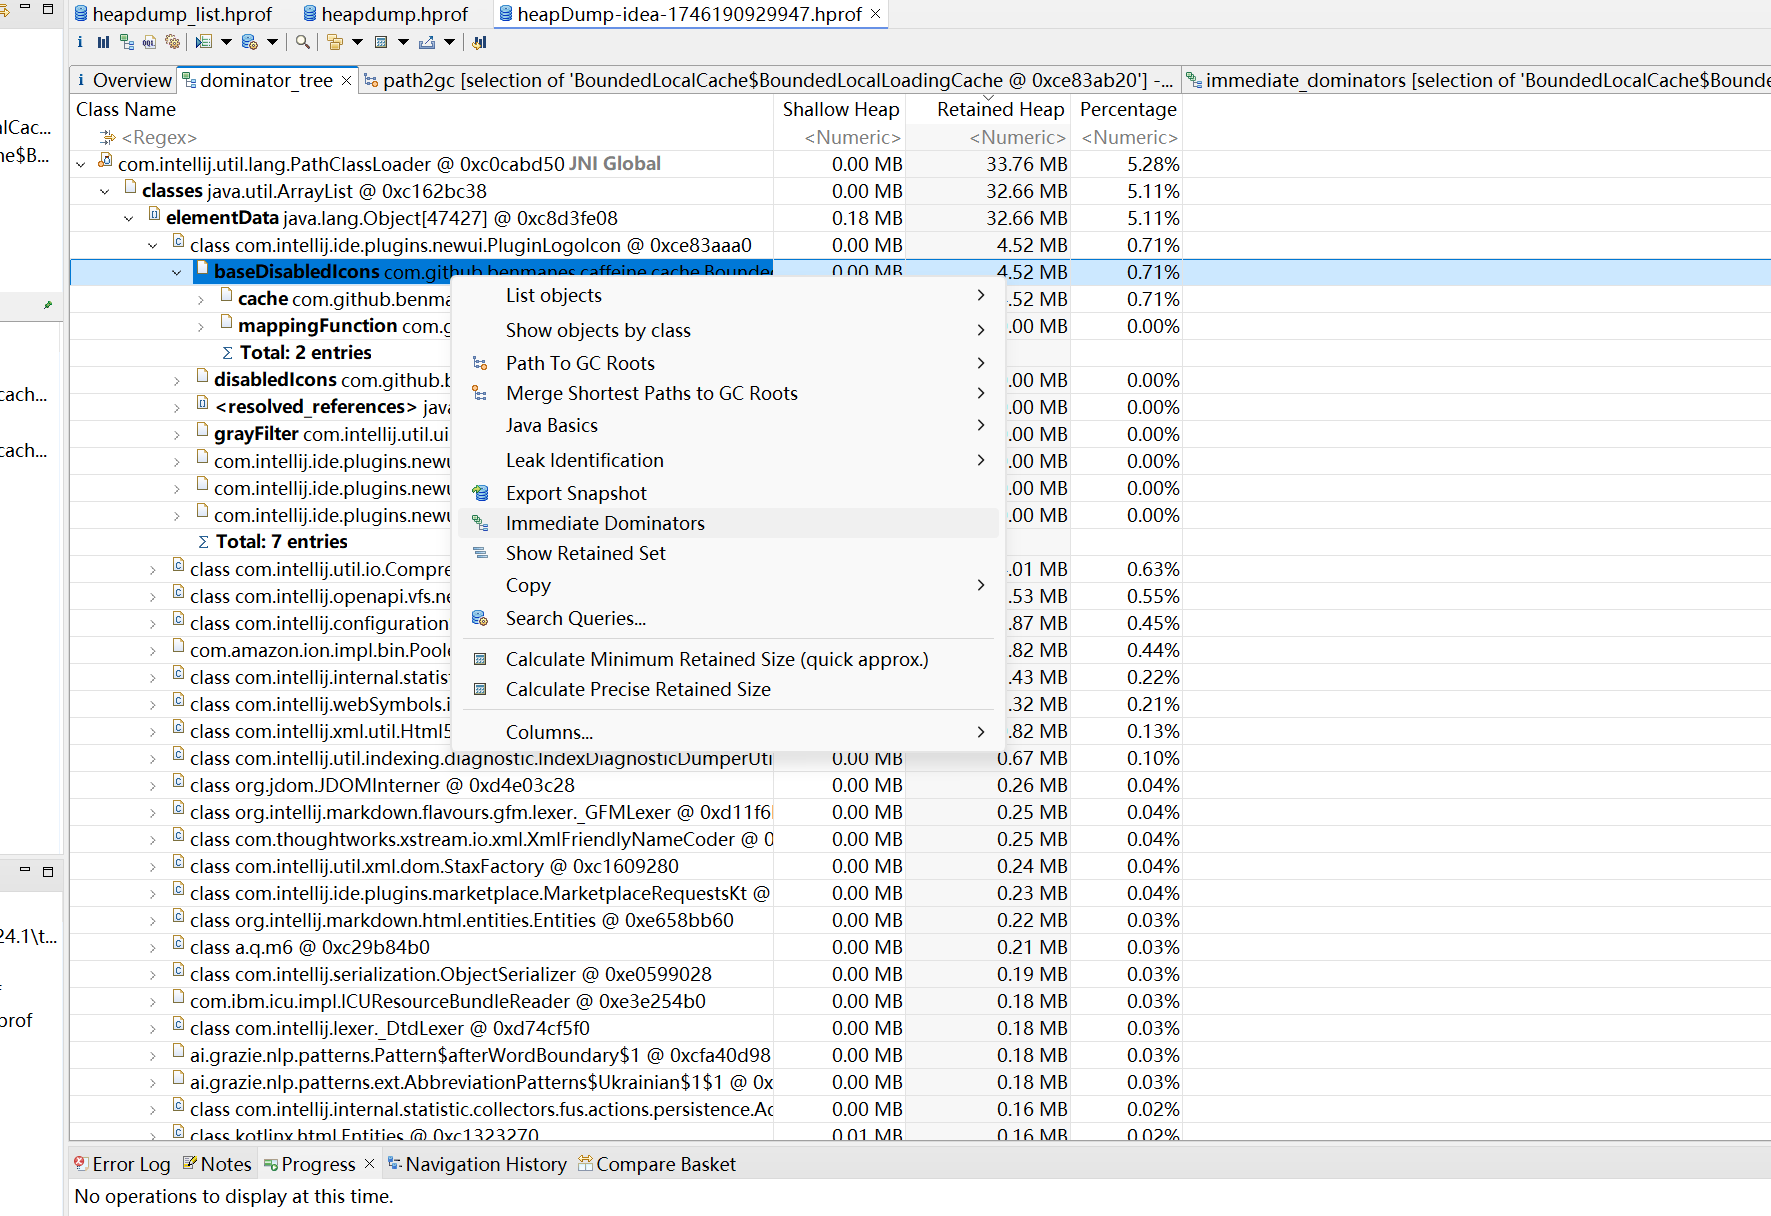 heapdump_list.hprof heapdump.hprof heapDump-idea-1746190929947.hprof
Overview dominator_tree path2gc [selection of 'BoundedLocalCache$BoundedLocalLoadingCache @ 0xce83ab20'] -... immediate_dominators [selection of 'BoundedLocalCache$Bounde
Class Name Shallow Heap Retained Heap Percentage
<Regex> <Numeric> <Numeric> <Numeric>
lCac...
he$B...
cach...
cach...
24.1\t...
prof
com.intellij.util.lang.PathClassLoader @ 0xc0cabd50 JNI Global 0.00 MB 33.76 MB 5.28%
classes java.util.ArrayList @ 0xc162bc38 0.00 MB 32.66 MB 5.11%
elementData java.lang.Object[47427] @ 0xc8d3fe08 0.18 MB 32.66 MB 5.11%
class com.intellij.ide.plugins.newui.PluginLogoIcon @ 0xce83aaa0 0.00 MB 4.52 MB 0.71%
baseDisabledIcons com.github.benmanes.caffeine.cache.Bounde 0.00 MB 4.52 MB 0.71%
cache com.github.benma .52 MB 0.71%
mappingFunction com.g .00 MB 0.00%
Σ Total: 2 entries
disabledIcons com.github.b .00 MB 0.00%
<resolved_references> java .00 MB 0.00%
grayFilter com.intellij.util.ui .00 MB 0.00%
com.intellij.ide.plugins.newu .00 MB 0.00%
com.intellij.ide.plugins.newu .00 MB 0.00%
com.intellij.ide.plugins.newu .00 MB 0.00%
Σ Total: 7 entries
class com.intellij.util.io.Compre .01 MB 0.63%
class com.intellij.openapi.vfs.ne .53 MB 0.55%
class com.intellij.configuration .87 MB 0.45%
com.amazon.ion.impl.bin.Poole .82 MB 0.44%
class com.intellij.internal.statis .43 MB 0.22%
class com.intellij.webSymbols.i .32 MB 0.21%
class com.intellij.xml.util.Html5 .82 MB 0.13%
class com.intellij.util.indexing.diagnostic.IndexDiagnosticDumperUti 0.00 MB 0.67 MB 0.10%
class org.jdom.JDOMInterner @ 0xd4e03c28 0.00 MB 0.26 MB 0.04%
class org.intellij.markdown.flavours.gfm.lexer._GFMLexer @ 0xd11f6 0.00 MB 0.25 MB 0.04%
class com.thoughtworks.xstream.io.xml.XmlFriendlyNameCoder @ 0 0.00 MB 0.25 MB 0.04%
class com.intellij.util.xml.dom.StaxFactory @ 0xc1609280 0.00 MB 0.24 MB 0.04%
class com.intellij.ide.plugins.marketplace.MarketplaceRequestsKt @ 0.00 MB 0.23 MB 0.04%
class org.intellij.markdown.html.entities.Entities @ 0xe658bb60 0.00 MB 0.22 MB 0.03%
class a.q.m6 @ 0xc29b84b0 0.00 MB 0.21 MB 0.03%
class com.intellij.serialization.ObjectSerializer @ 0xe0599028 0.00 MB 0.19 MB 0.03%
com.ibm.icu.impl.ICUResourceBundleReader @ 0xe3e254b0 0.00 MB 0.18 MB 0.03%
class com.intellij.lexer._DtdLexer @ 0xd74cf5f0 0.00 MB 0.18 MB 0.03%
ai.grazie.nlp.patterns.Pattern$afterWordBoundary$1 @ 0xcfa40d98 0.00 MB 0.18 MB 0.03%
ai.grazie.nlp.patterns.ext.AbbreviationPatterns$Ukrainian$1$1 @ 0x 0.00 MB 0.18 MB 0.03%
class com.intellij.internal.statistic.collectors.fus.actions.persistence.Ac 0.00 MB 0.16 MB 0.02%
class kotlinx.html.Entities @ 0xc1323270 0.01 MB 0.16 MB 0.02%
List objects
Show objects by class
Path To GC Roots
Merge Shortest Paths to GC Roots
Java Basics
Leak Identification
Export Snapshot
Immediate Dominators
Show Retained Set
Copy
Search Queries...
Calculate Minimum Retained Size (quick approx.)
Calculate Precise Retained Size
Columns...
Error Log Notes Progress Navigation History Compare Basket
No operations to display at this time.